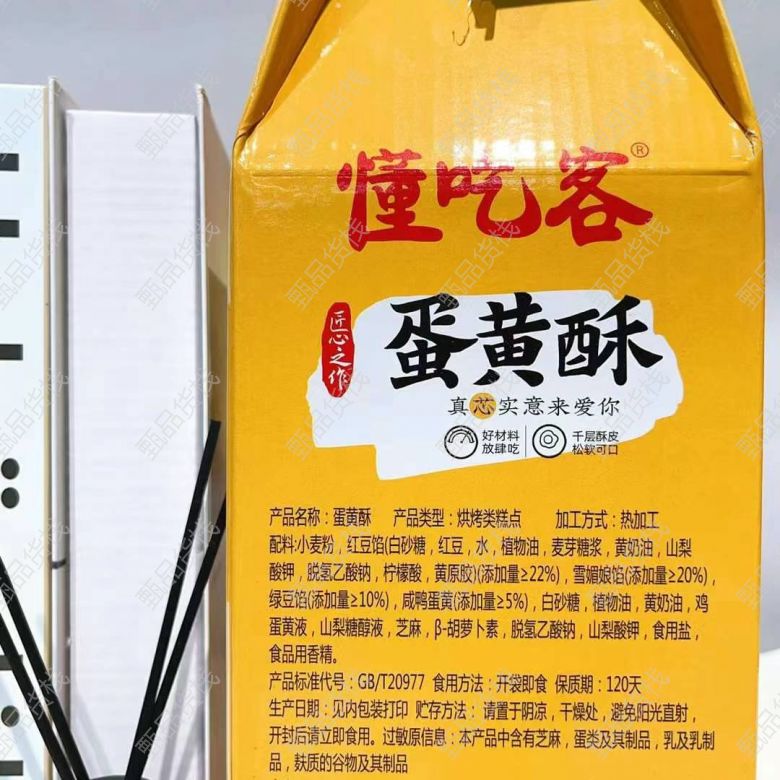 懂吃客®
匠心之作
蛋黄酥
真芯实意来爱你
好材料
放肆吃
千层酥皮
松软可口
产品名称：蛋黄酥 产品类型：烘烤类糕点 加工方式：热加工
配料:小麦粉，红豆馅(白砂糖，红豆，水，植物油，麦芽糖浆，黄奶油，山梨
酸钾，脱氢乙酸钠，柠檬酸，黄原胶)(添加量≥22%)，雪媚娘馅(添加量≥20%)，
绿豆馅(添加量≥10%)，咸鸭蛋黄(添加量≥5%)，白砂糖，植物油，黄奶油，鸡
蛋黄液，山梨糖醇液，芝麻，β-胡萝卜素，脱氢乙酸钠，山梨酸钾，食用盐，
食品用香精。
产品标准代号：GB/T20977 食用方法：开袋即食 保质期：120天
生产日期：见内包装打印 贮存方法：请置于阴凉，干燥处，避免阳光直射，
开封后请立即食用。过敏原信息：本产品中含有芝麻，蛋类及其制品，乳及乳制
品，麸质的谷物及其制品
甄品货栈